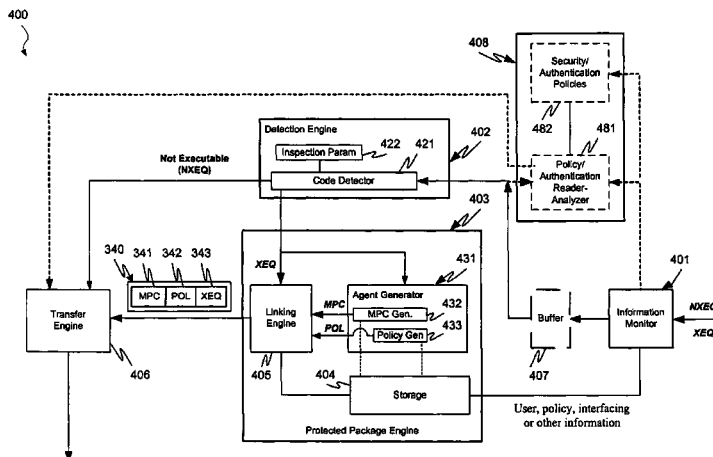 400
408
Security/
Authentication
Policies
482
481
Policy/
Authentication
Reader-
Analyzer
Detection Engine
Inspection Param
422
421
402
Code Detector
Not Executable
(NXEQ)
403
340
341
342
343
MPC
POL
XEQ
XEQ
431
Agent Generator
MPC
MPC Gen.
432
POL
Policy Gen
433
Linking
Engine
405
404
Storage
Protected Package Engine
Transfer
Engine
406
Buffer
407
401
Information
Monitor
NXEQ
XEQ
User, policy, interfacing
or other information